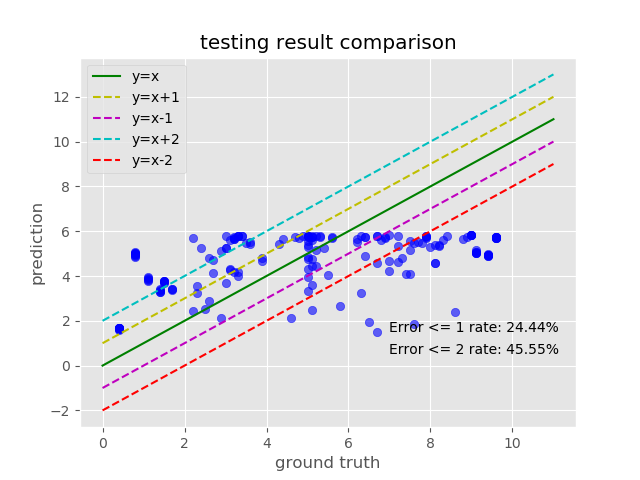 testing result comparison
y=x
y=x+1
y=x-1
y=x+2
y=x-2
12
10
8
6
4
2
0
−2
prediction
Error <= 1 rate: 24.44%
Error <= 2 rate: 45.55%
0 2 4 6 8 10
ground truth